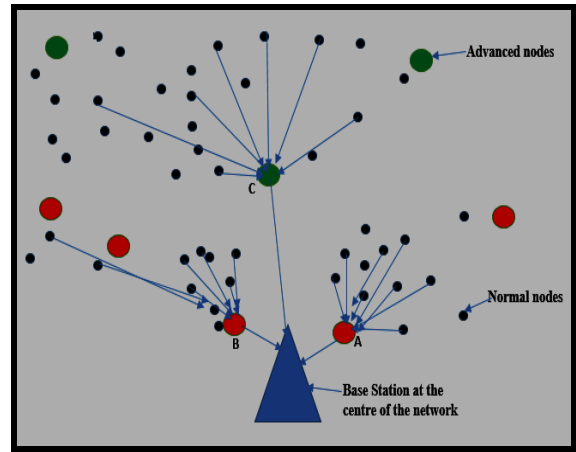 Advanced nodes
C
Normal nodes
B
A
Base Station at the
centre of the network